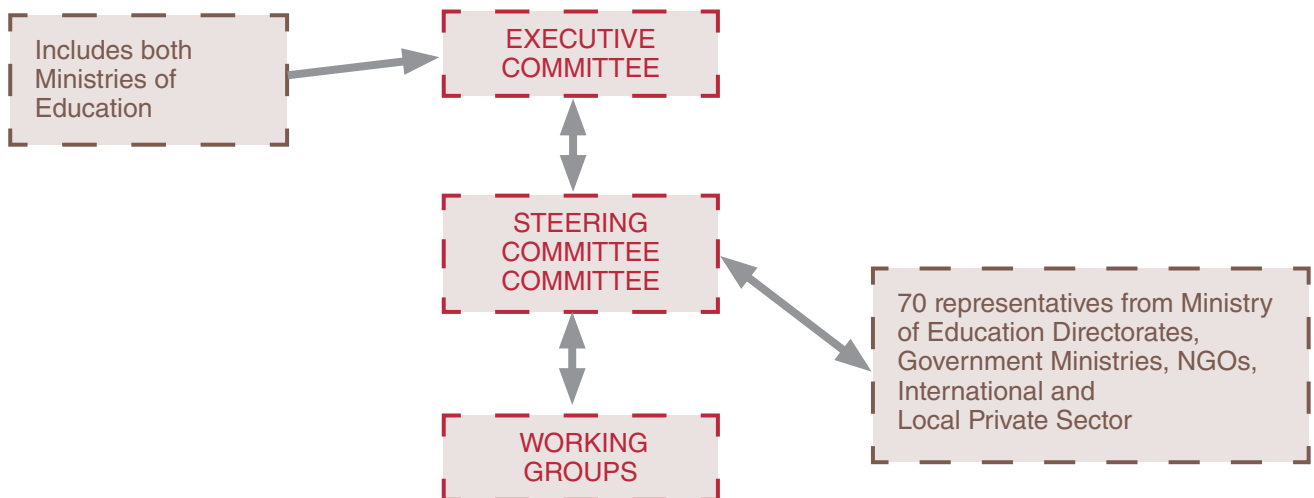 Includes both
Ministries of
Education
EXECUTIVE
COMMITTEE
STEERING
COMMITTEE
COMMITTEE
70 representatives from Ministry
of Education Directorates,
Government Ministries, NGOs,
International and
Local Private Sector
WORKING
GROUPS